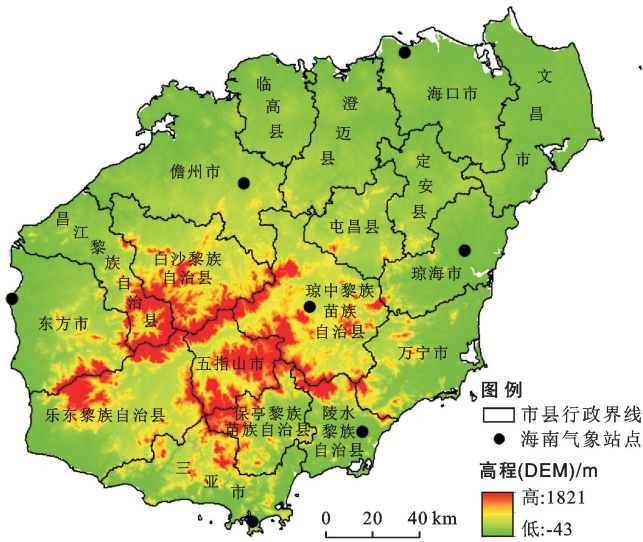 临高县
澄迈县
海口市
文昌市
儋州市
定安县
屯昌县
昌江黎族自治县
白沙黎族
自治县
琼海市
琼中黎族
苗族
自治县
东方市
五指山市
万宁市
乐东黎族自治县
保亭黎族
苗族自治县
陵水
黎族
自治县
三亚市
图例
市县行政界线
海南气象站点
高程(DEM)/m
高:1821
低:-43
0 20 40 km